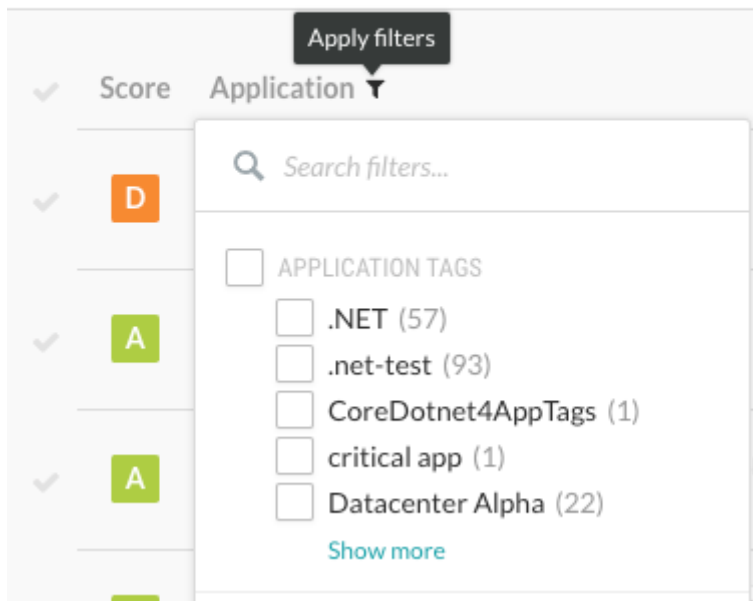 Apply filters
Score Application
Search filters...
D
APPLICATION TAGS
.NET (57)
.net-test (93)
A
CoreDotnet4AppTags (1)
critical app (1)
A
Datacenter Alpha (22)
Show more